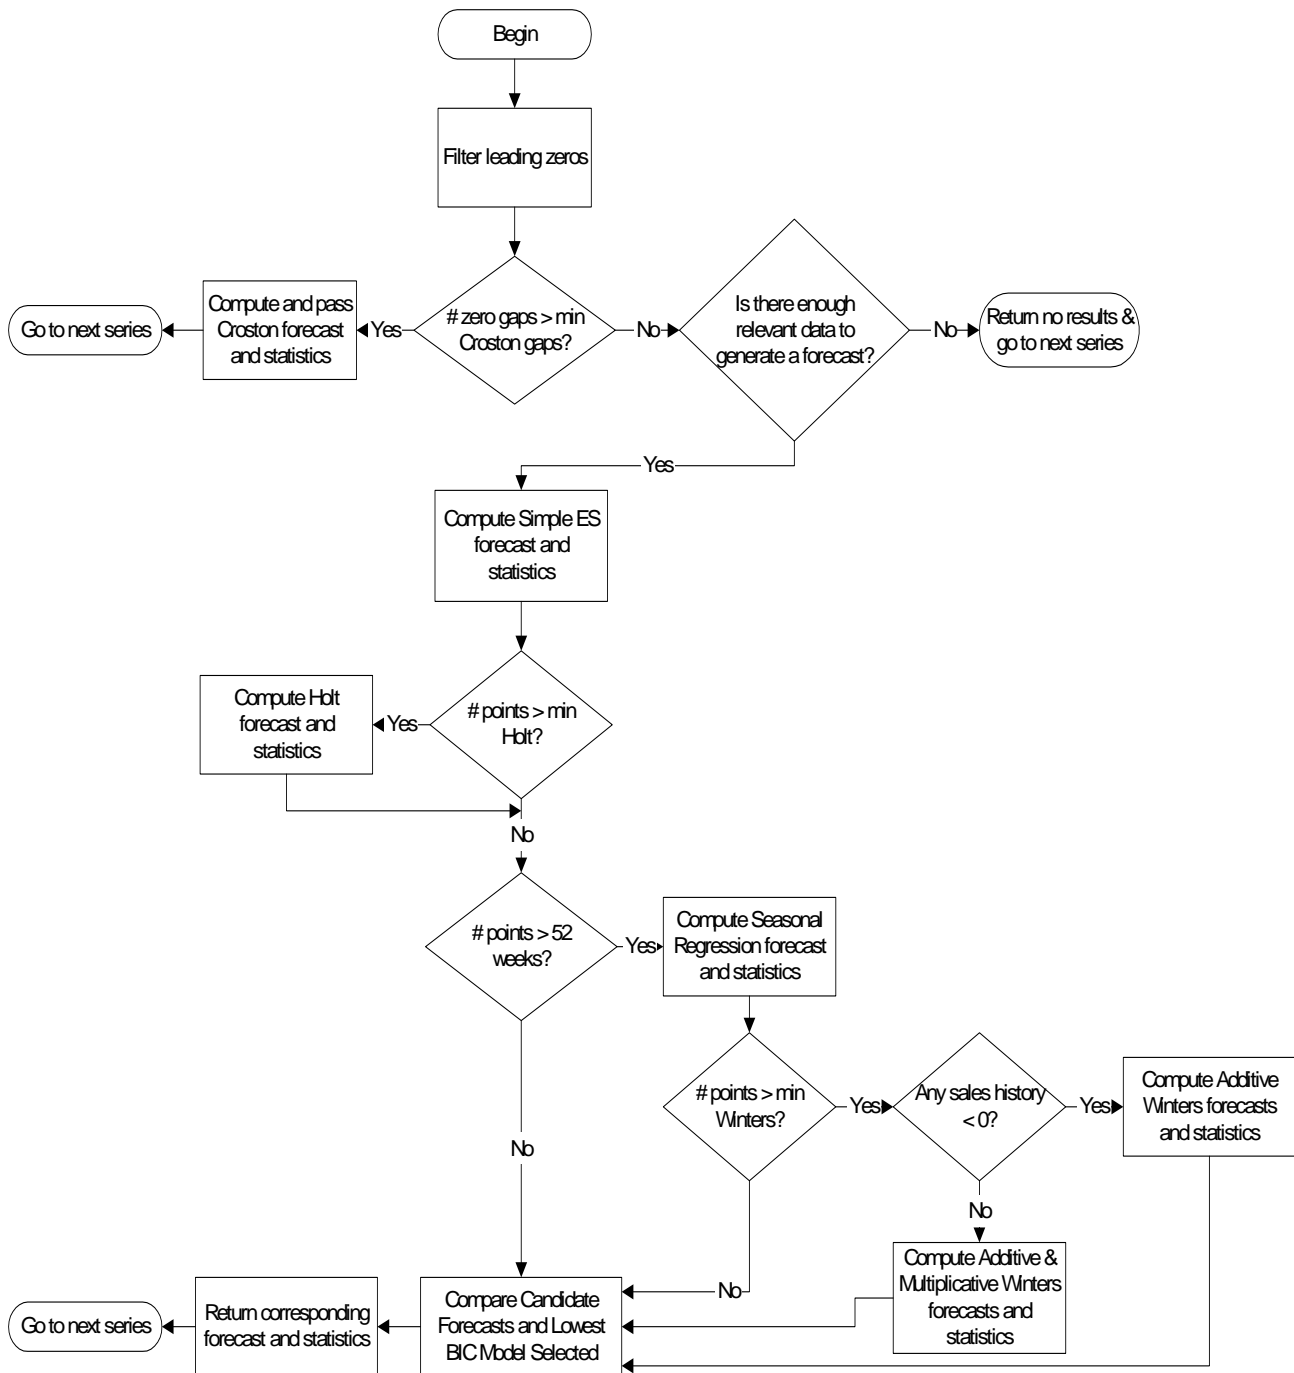 Begin
Filter leading zeros
# zero gaps > min
Croston gaps?
Yes
Compute and pass
Croston forecast
and statistics
Go to next series
No
Is there enough
relevant data to
generate a forecast?
No
Return no results &
go to next series
Yes
Compute Simple ES
forecast and
statistics
# points > min
Holt?
Yes
Compute Holt
forecast and
statistics
No
# points > 52
weeks?
Yes
Compute Seasonal
Regression forecast
and statistics
# points > min
Winters?
Yes
Any sales history
< 0?
Yes
Compute Additive
Winters forecasts
and statistics
No
No
Compute Additive &
Multiplicative Winters
forecasts and
statistics
No
Compare Candidate
Forecasts and Lowest
BIC Model Selected
Return corresponding
forecast and statistics
Go to next series